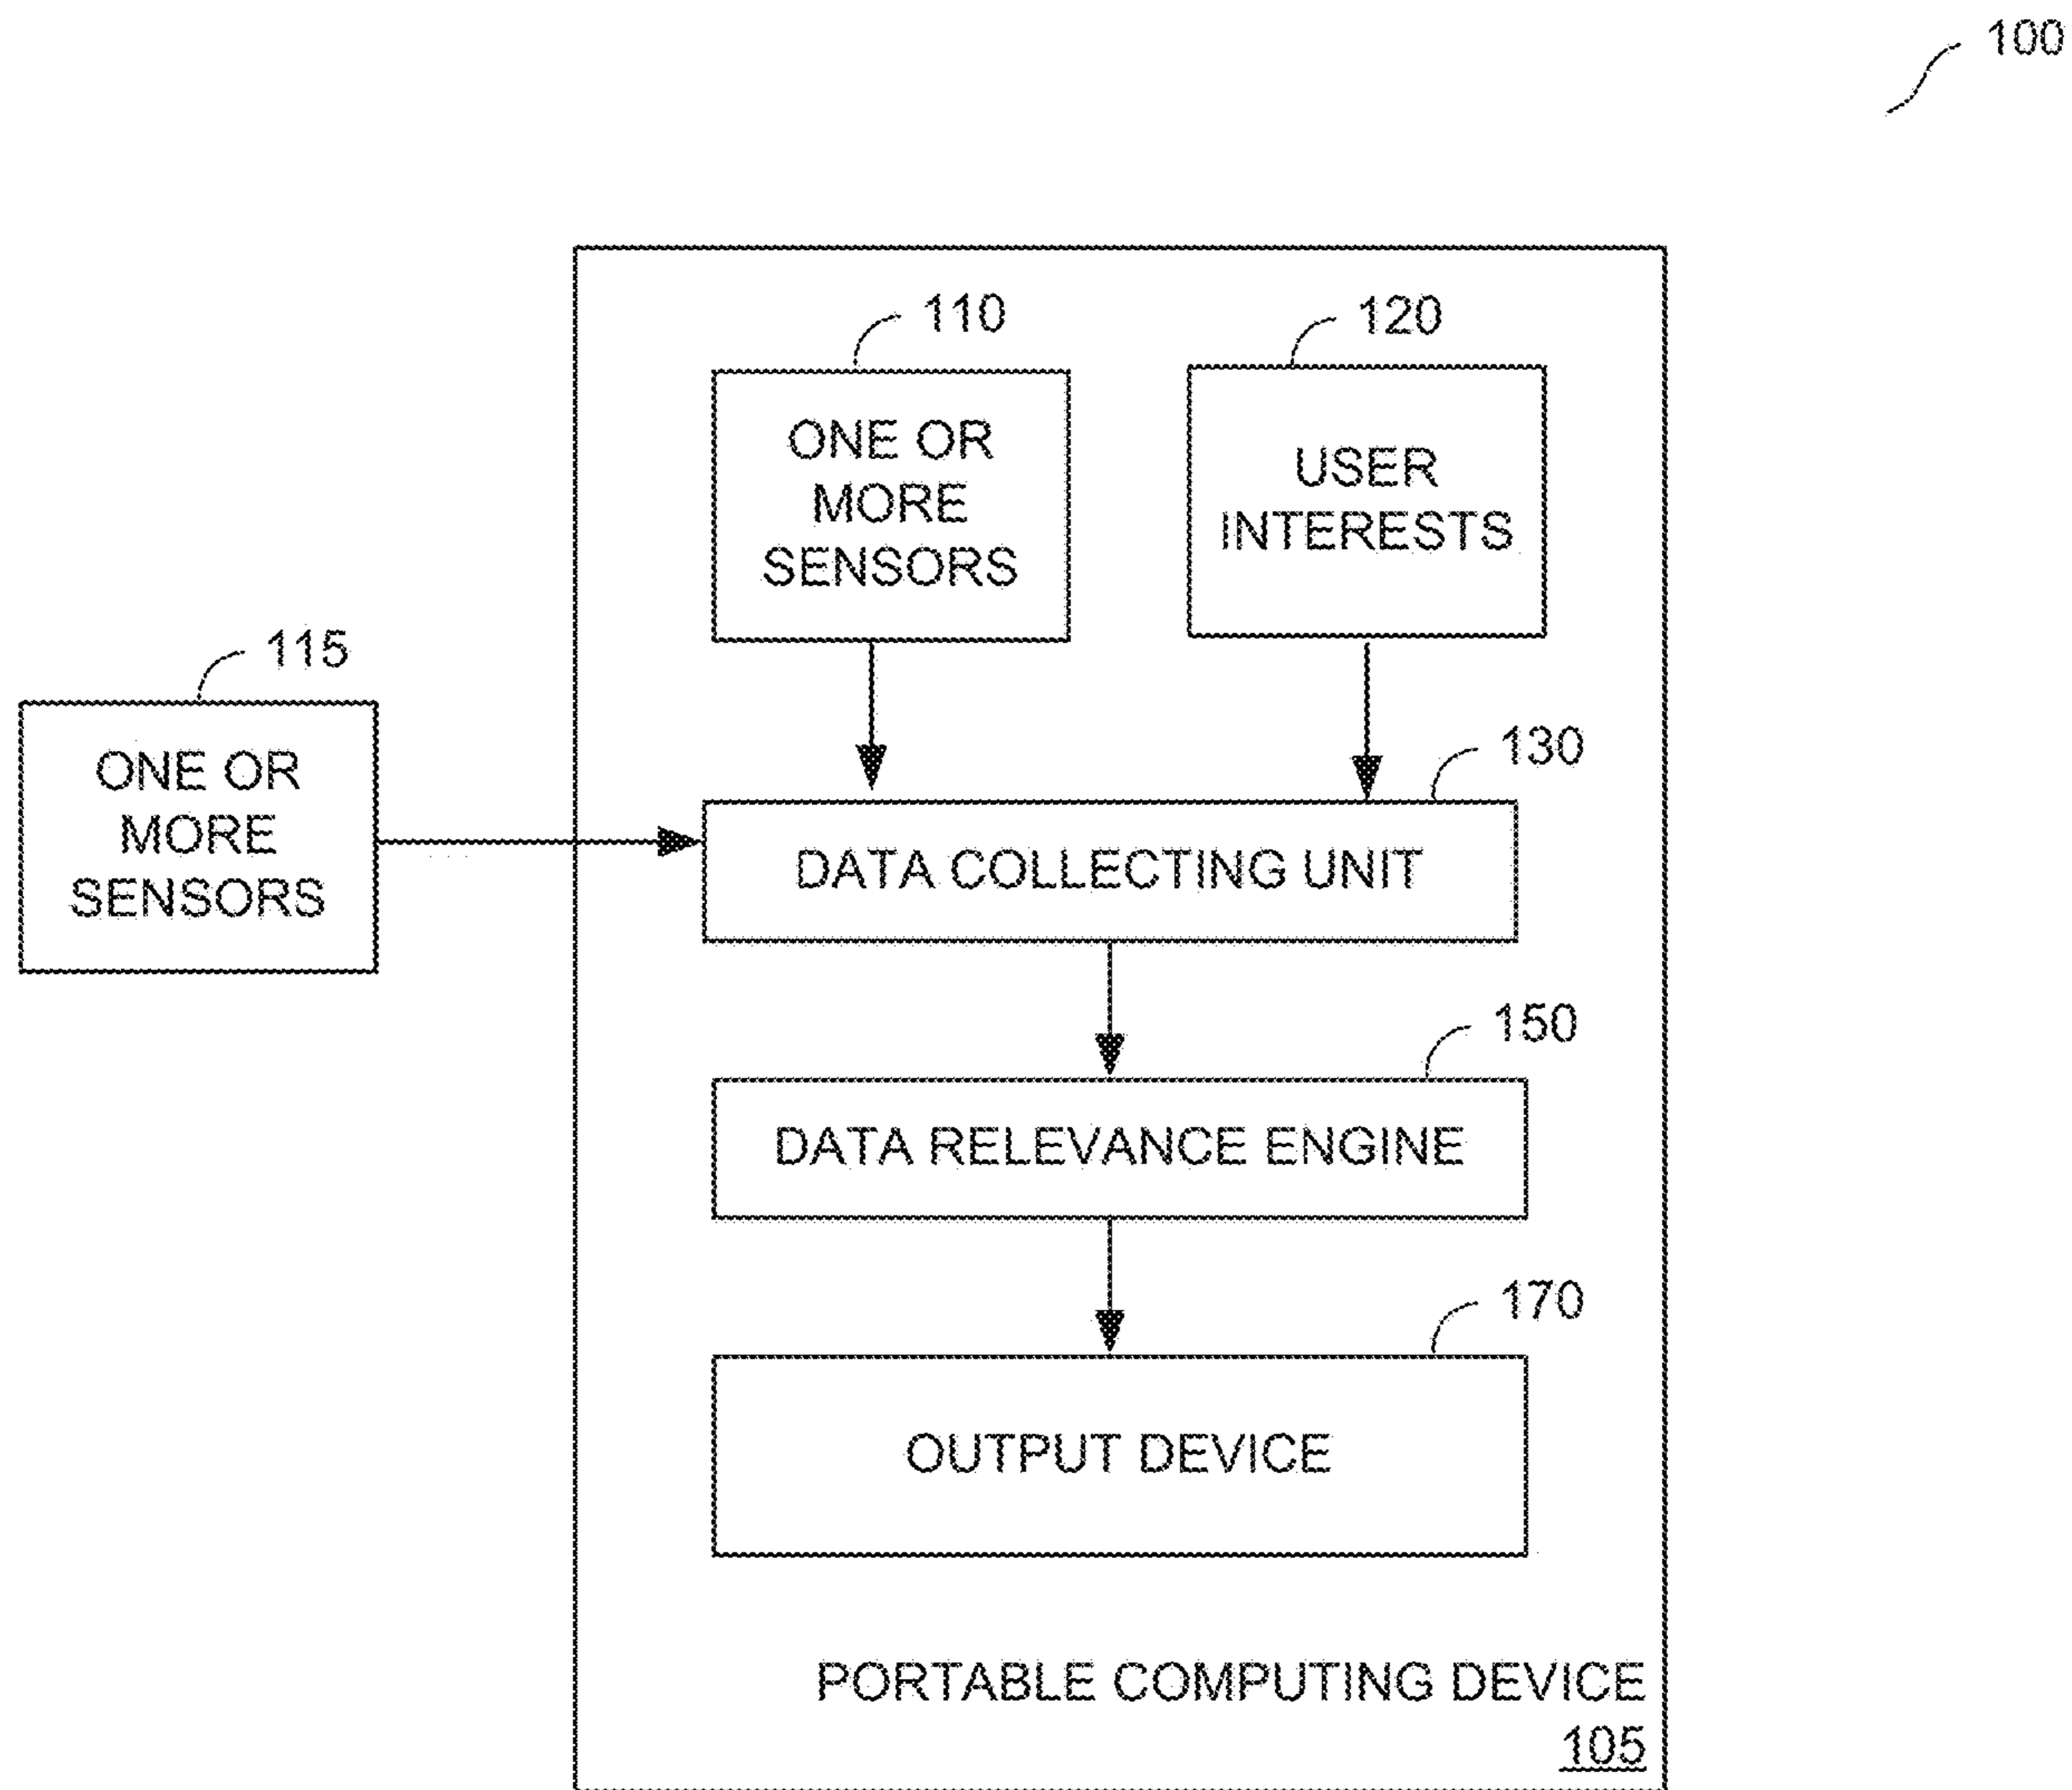 100
110
120
ONE OR
MORE
SENSORS
USER
INTERESTS
115
ONE OR
MORE
SENSORS
130
DATA COLLECTING UNIT
150
DATA RELEVANCE ENGINE
170
OUTPUT DEVICE
PORTABLE COMPUTING DEVICE
105